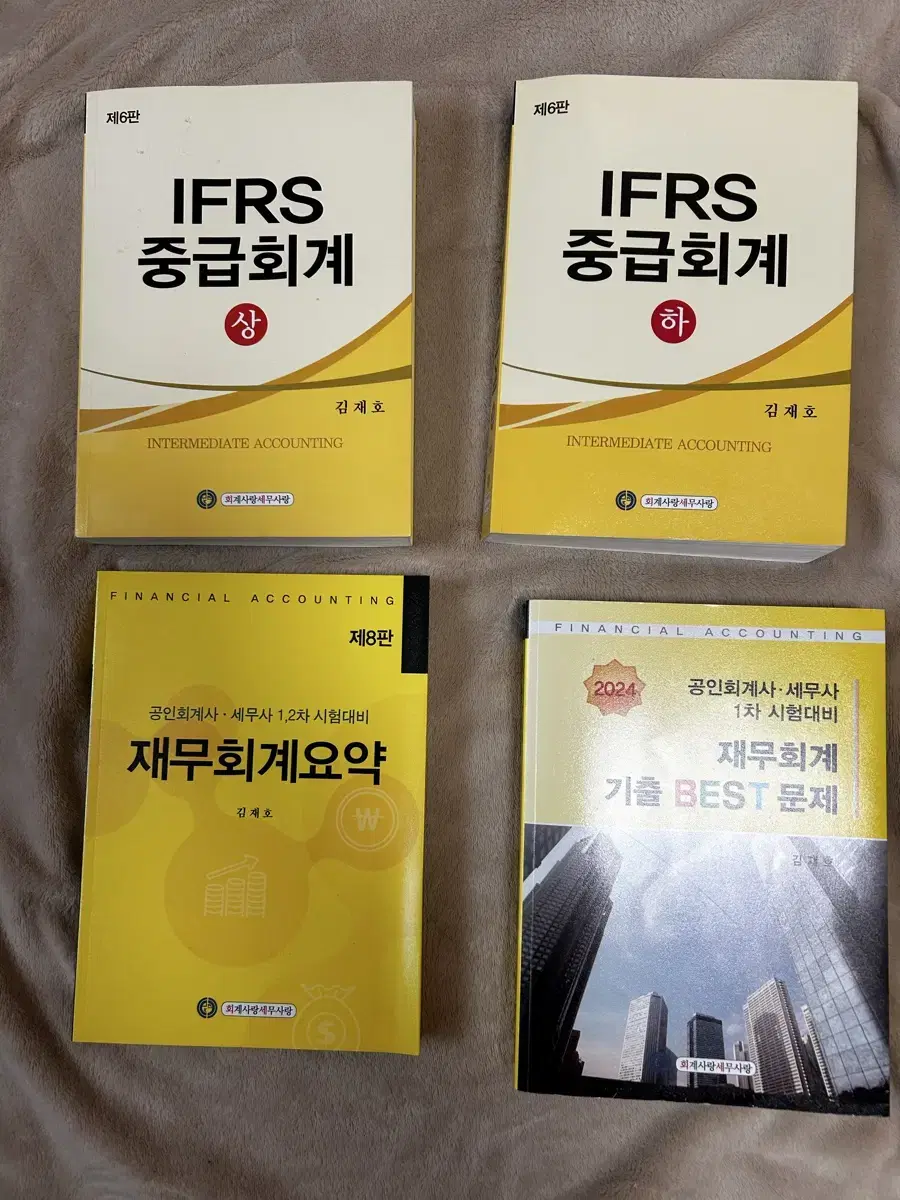 제6판
IFRS
중급회계
상
김재호
INTERMEDIATE ACCOUNTING
회계사랑세무사랑
제6판
IFRS
중급회계
하
김재호
INTERMEDIATE ACCOUNTING
회계사랑세무사랑
FINANCIAL ACCOUNTING
제8판
공인회계사·세무사 1,2차 시험대비
재무회계요약
김재호
₩
$
회계사랑세무사랑
FINANCIAL ACCOUNTING
2024
공인회계사·세무사
1차 시험대비
재무회계
기출 BEST 문제
김재호
회계사랑세무사랑